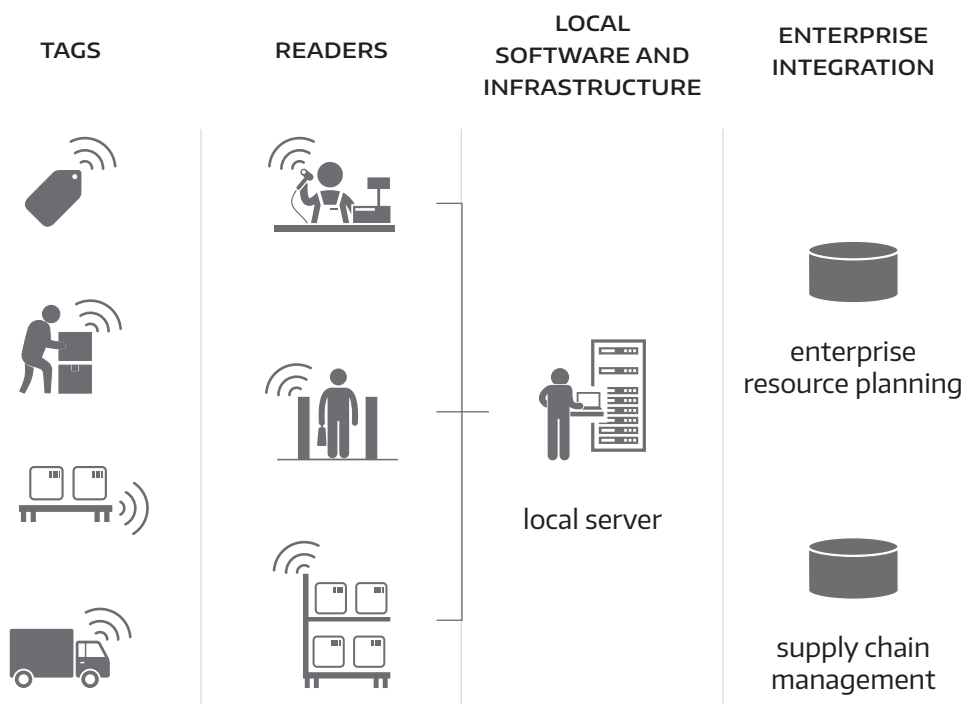 TAGS
READERS
LOCAL
SOFTWARE AND
INFRASTRUCTURE
ENTERPRISE
INTEGRATION
enterprise
resource planning
local server
supply chain
management